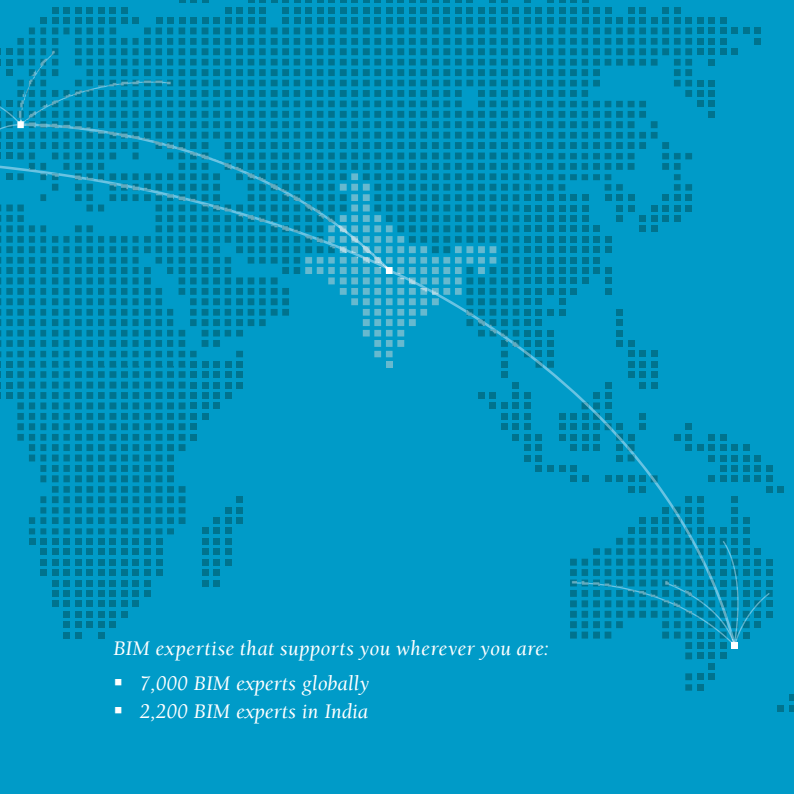 BIM expertise that supports you wherever you are:
▪ 7,000 BIM experts globally
▪ 2,200 BIM experts in India